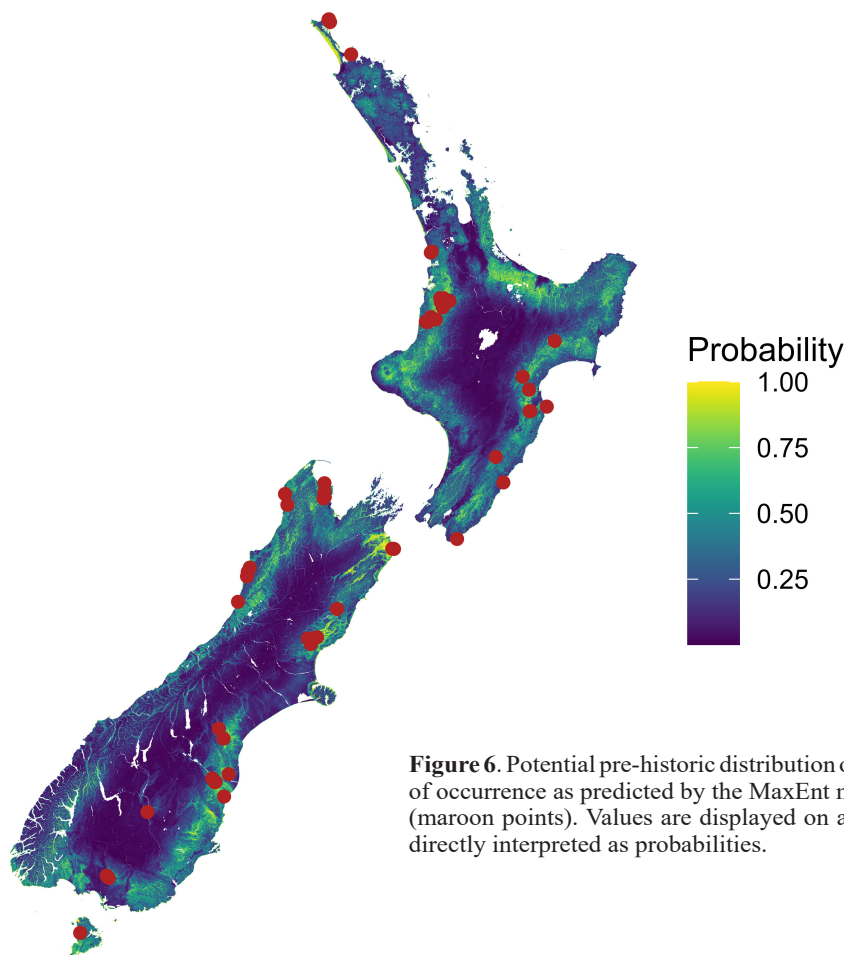 Probability
1.00
0.75
0.50
0.25
Figure 6. Potential pre-historic distribution
of occurrence as predicted by the MaxEnt
(maroon points). Values are displayed on a
directly interpreted as probabilities.